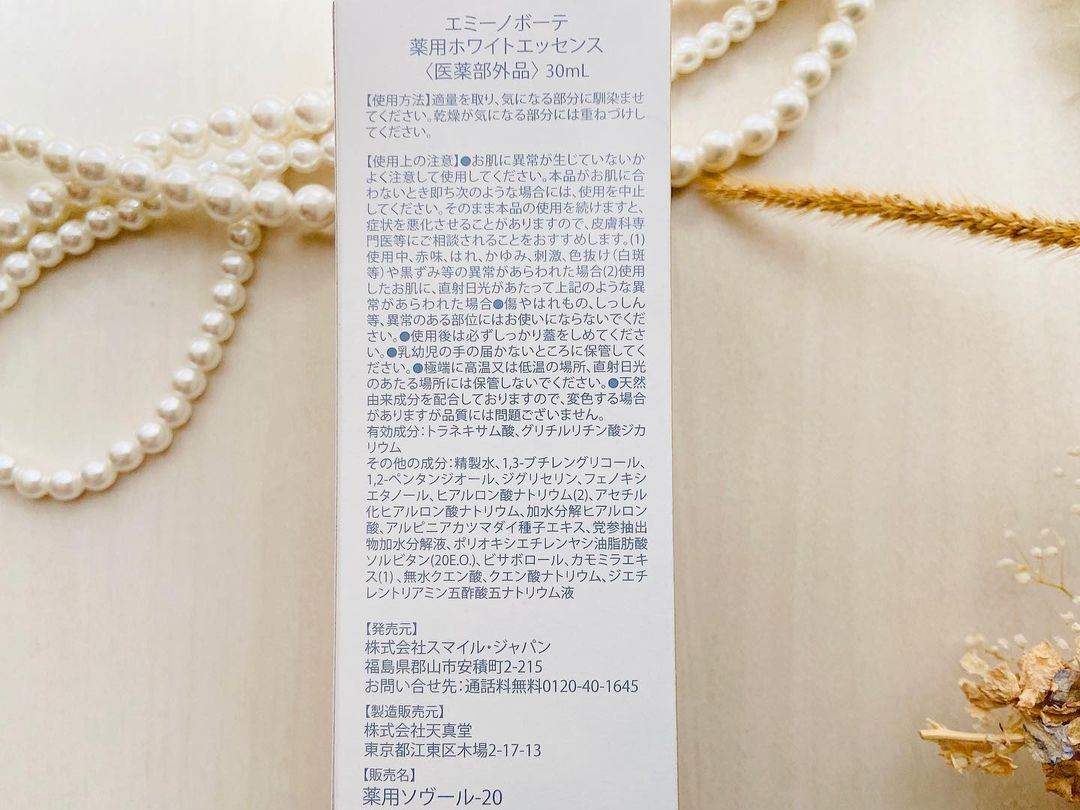 エミーノボーテ
薬用ホワイトエッセンス
〈医薬部外品〉 30mL
【使用方法】適量を取り、気になる部分に馴染ませ
てください。乾燥が気になる部分には重ねづけし
てください。
【使用上の注意】●お肌に異常が生じていないか
よく注意して使用してください。本品がお肌に合
わないとき即ち次のような場合には、使用を中止
してください。そのまま本品の使用を続けますと、
症状を悪化させることがありますので、皮膚科専
門医等にご相談されることをおすすめします。(1)
使用中、赤味、はれ、かゆみ、刺激、色抜け(白斑
等)や黒ずみ等の異常があらわれた場合(2)使用
したお肌に、直射日光があたって上記のような異
常があらわれた場合●傷やはれもの、しっしん
等、異常のある部位にはお使いにならないでくだ
さい。●使用後は必ずしっかり蓋をしめてくださ
い。●乳幼児の手の届かないところに保管してく
ださい。●極端に高温又は低温の場所、直射日光
のあたる場所には保管しないでください。●天然
由来成分を配合しておりますので、変色する場合
がありますが品質には問題ございません。
有効成分：トラネキサム酸、グリチルリチン酸ジカ
リウム
その他の成分：精製水、1,3-ブチレングリコール、
1,2-ペンタンジオール、ジグリセリン、フェノキシ
エタノール、ヒアルロン酸ナトリウム(2)、アセチル
化ヒアルロン酸ナトリウム、加水分解ヒアルロン
酸、アルピニアカツマダイ種子エキス、党参抽出
物加水分解液、ポリオキシエチレンヤシ油脂肪酸
ソルビタン(20E.O.)、ビサボロール、カモミラエキ
ス(1) 、無水クエン酸、クエン酸ナトリウム、ジエチ
レントリアミン五酢酸五ナトリウム液
【発売元】
株式会社スマイル・ジャパン
福島県郡山市安積町2-215
お問い合せ先：通話料無料0120-40-1645
【製造販売元】
株式会社天真堂
東京都江東区木場2-17-13
【販売名】
薬用ソヴール-20